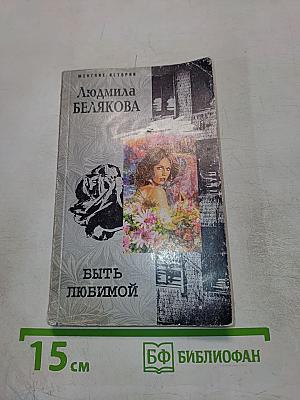 ЖЕНСКИЕ ИСТОРИИ
Людмила
БЕЛЯКОВА
БЫТЬ
ЛЮБИМОЙ
15 см
БФ БИБЛИОФАН